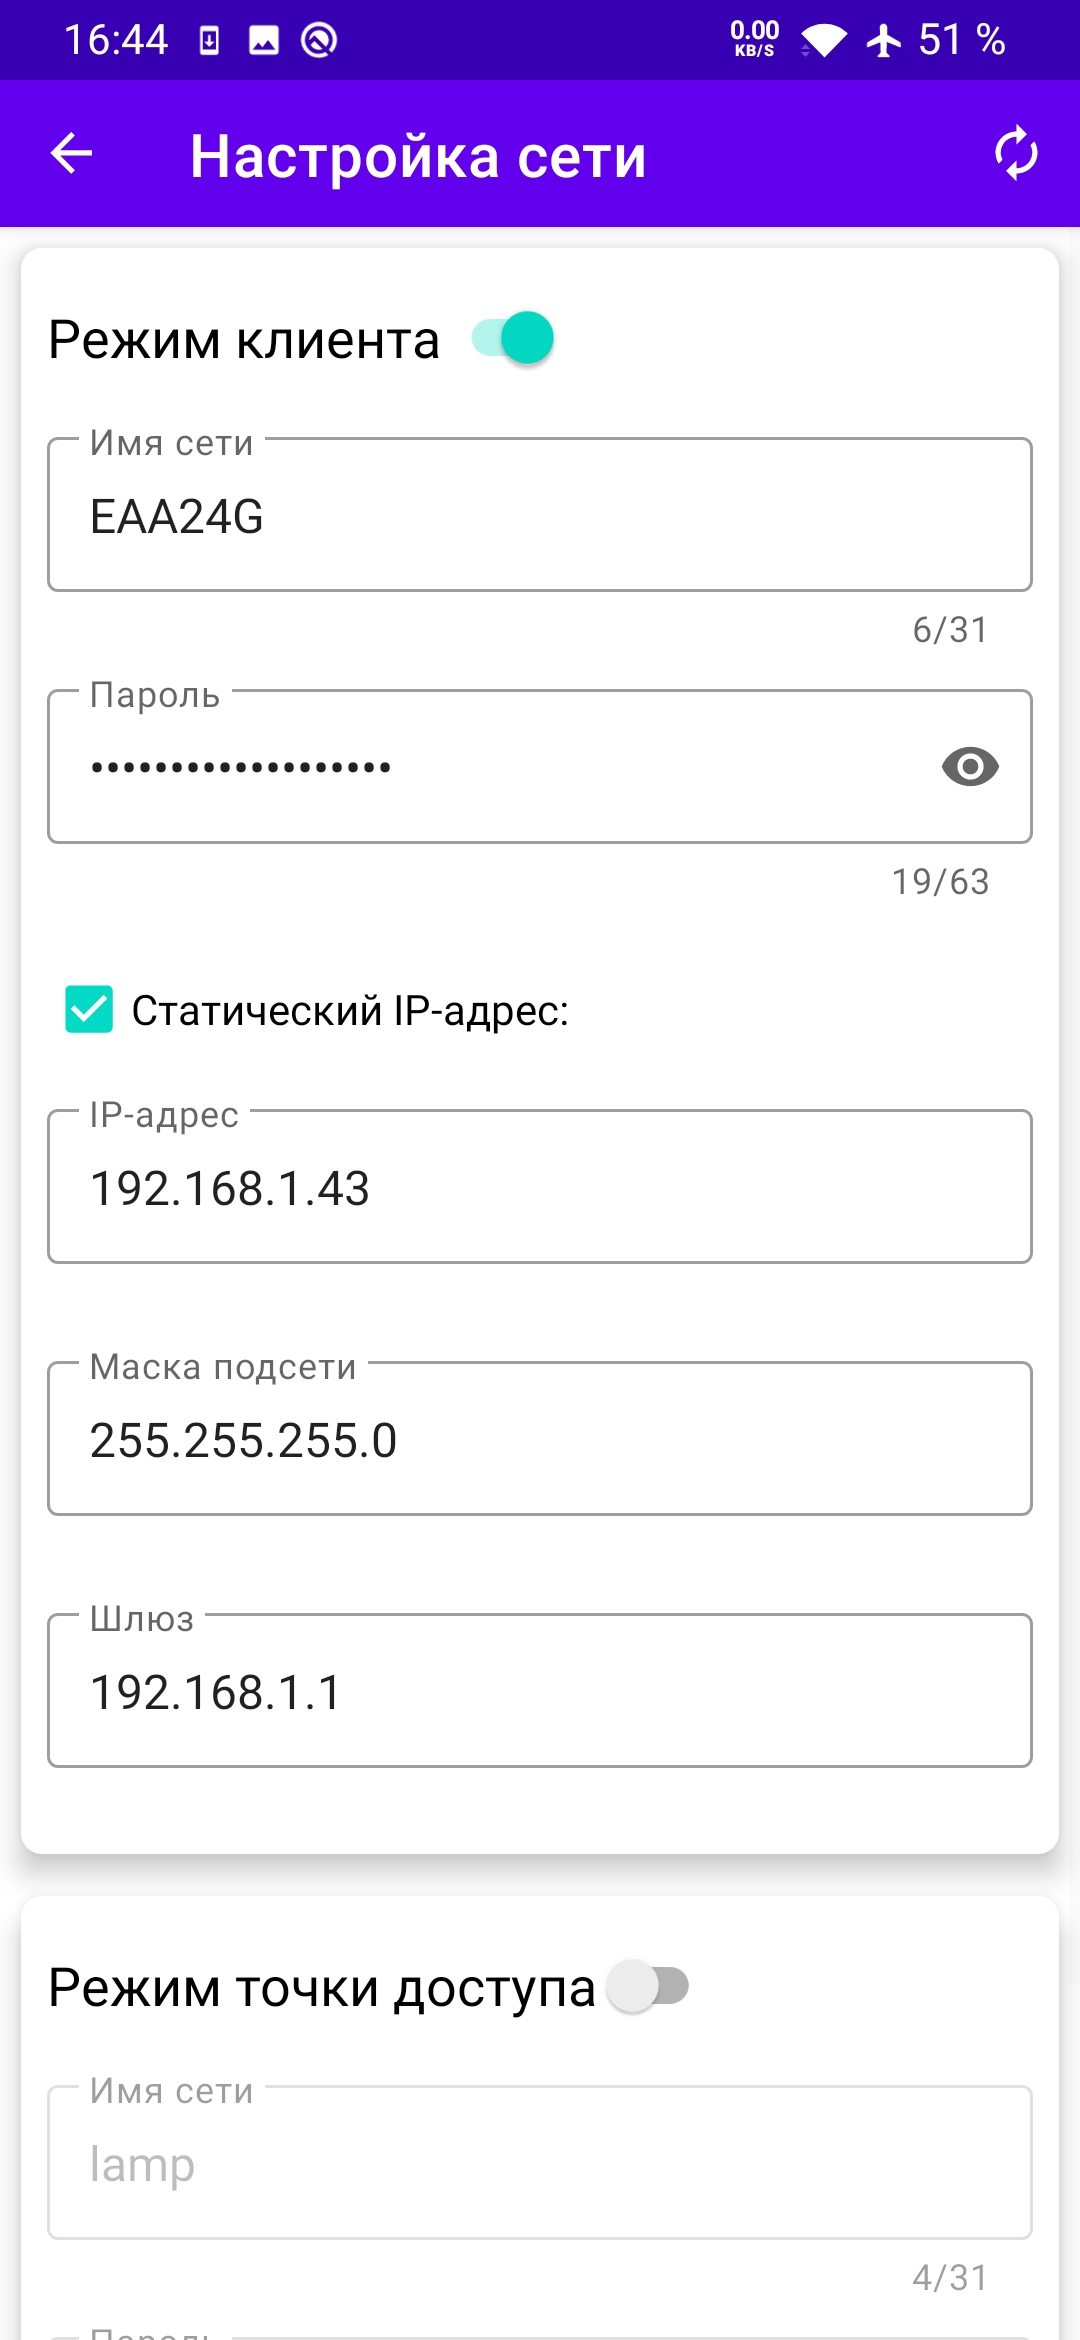 16:44 0.00 KB/S 51 %
Настройка сети
Режим клиента
Имя сети
EAA24G
6/31
Пароль
•••••••••••••••••••
19/63
Статический IP-адрес:
IP-адрес
192.168.1.43
Маска подсети
255.255.255.0
Шлюз
192.168.1.1
Режим точки доступа
Имя сети
lamp
4/31
Пароль